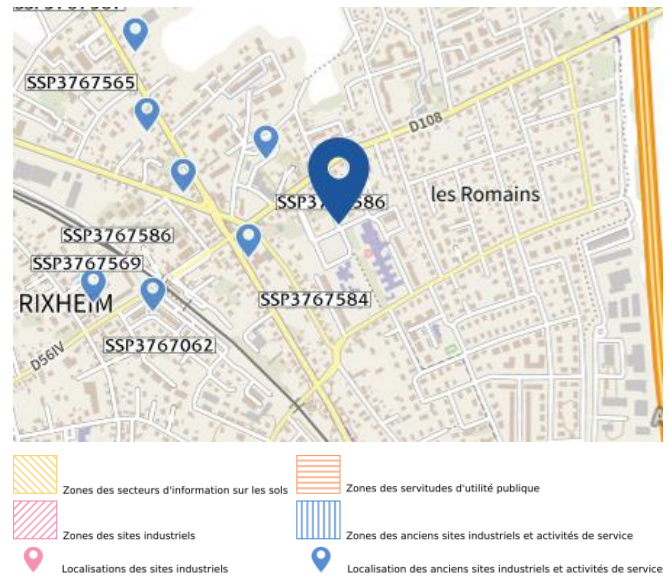 SSP3767565
D108
SSP3767586
les Romains
SSP3767586
SSP3767569
RIXHEIM
SSP3767584
SSP3767062
D56IV
Zones des secteurs d'information sur les sols
Zones des servitudes d'utilité publique
Zones des sites industriels
Zones des anciens sites industriels et activités de service
Localisations des sites industriels
Localisation des anciens sites industriels et activités de service